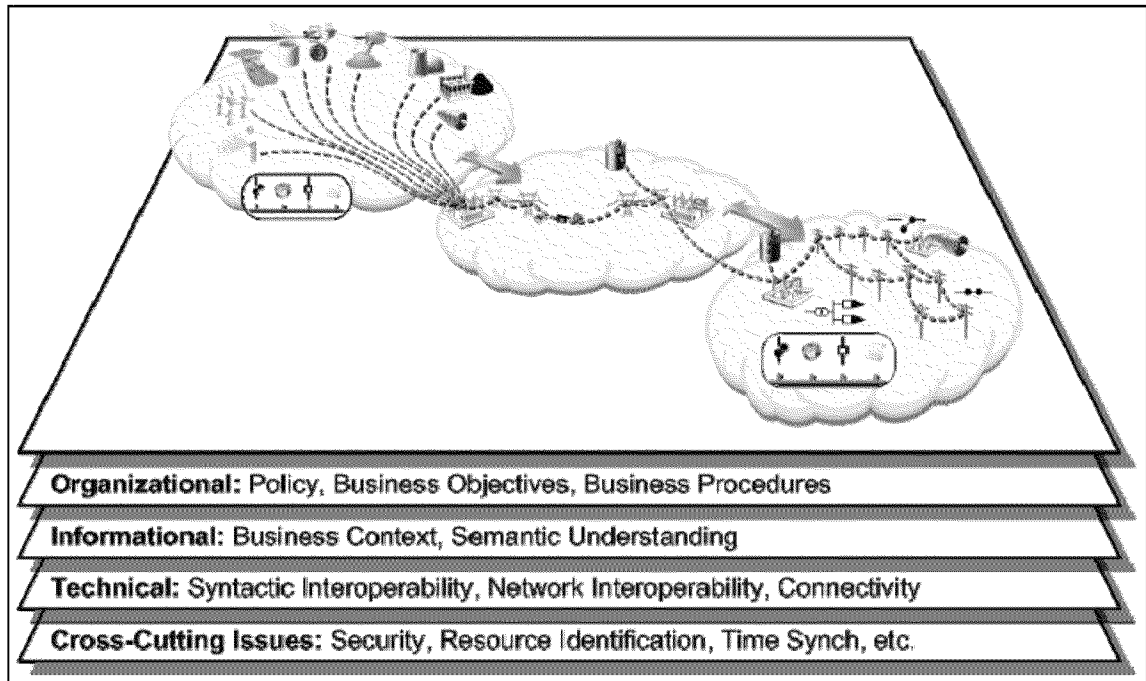 Organizational: Policy, Business Objectives, Business Procedures
Informational: Business Context, Semantic Understanding
Technical: Syntactic Interoperability, Network Interoperability, Connectivity
Cross-Cutting Issues: Security, Resource Identification, Time Synch, etc.